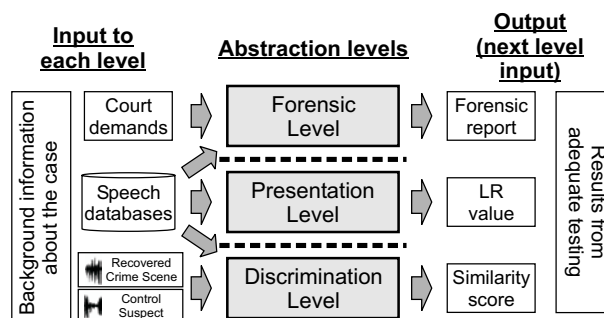 Input to
each level
Abstraction levels
Output
(next level
input)
Background information
about the case
Court
demands
Forensic
Level
Forensic
report
Speech
databases
Presentation
Level
LR
value
Recovered
Crime Scene
Control
Suspect
Discrimination
Level
Similarity
score
Results from
adequate testing